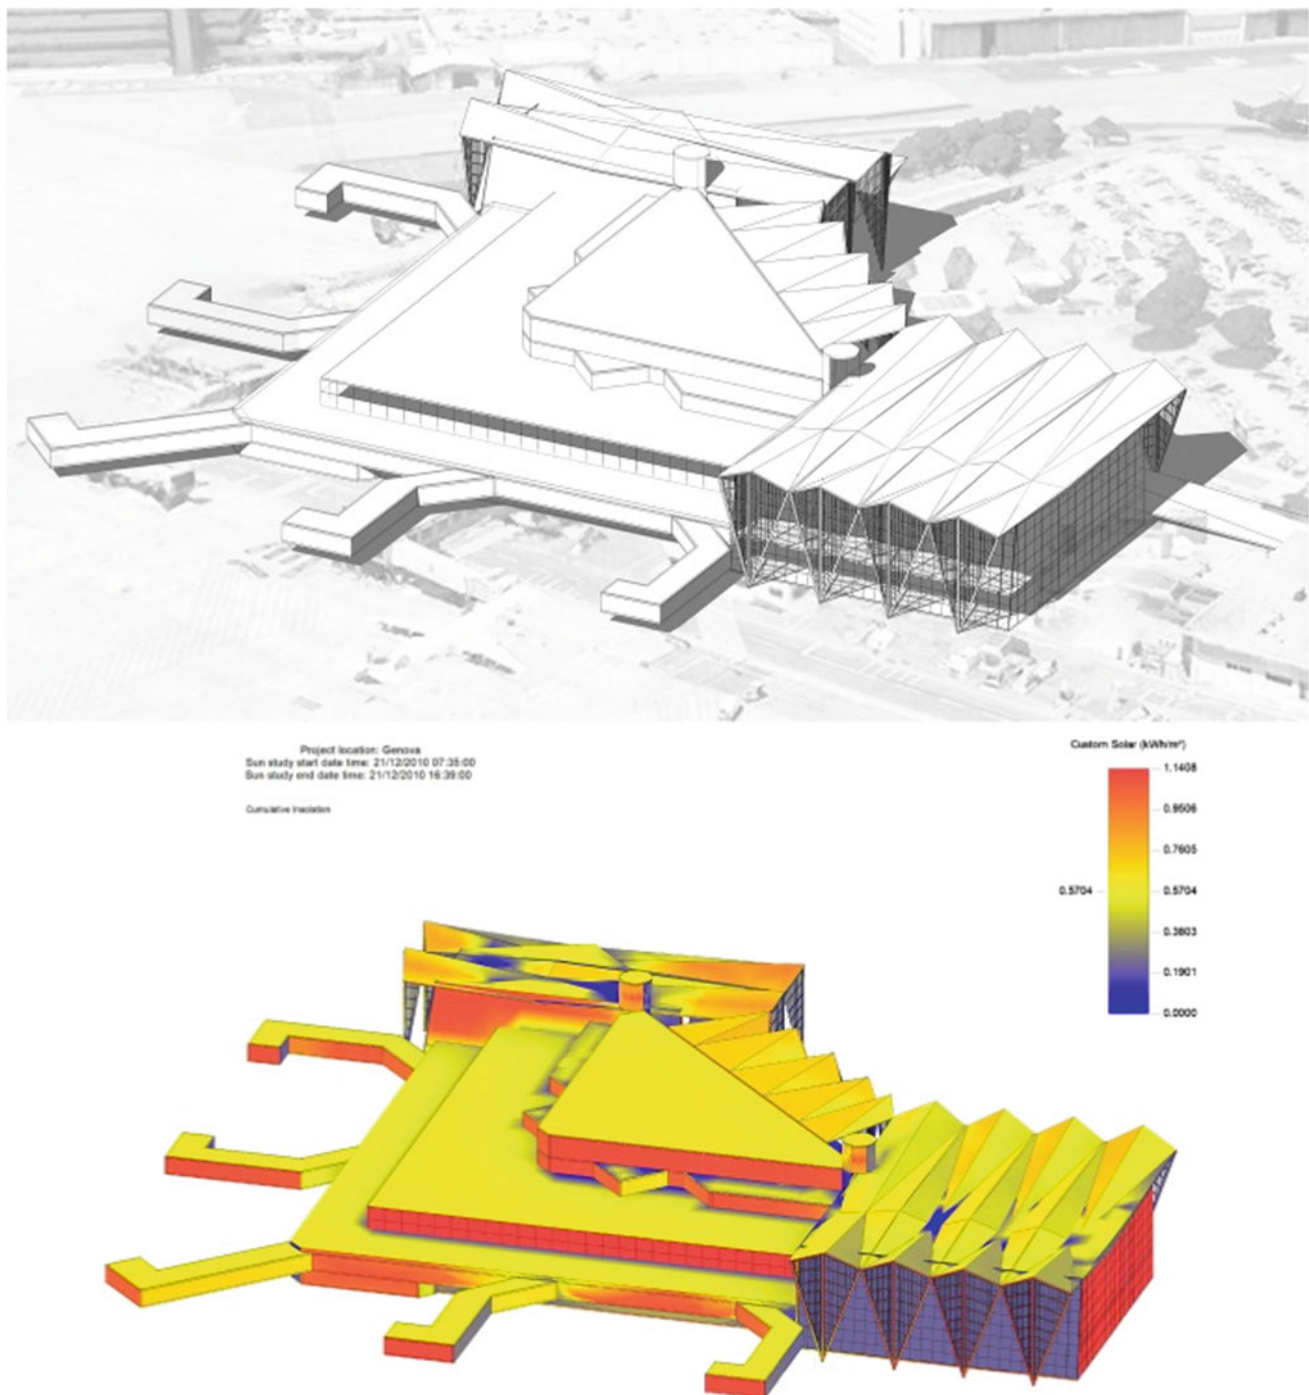 Project location: Genova
Sun study start date time: 21/12/2010 07:35:00
Sun study end date time: 21/12/2010 16:39:00
Cumulative Insolation
Custom Solar (kWh/m²)
1.1408
0.9506
0.7605
0.5704
0.5704
0.3803
0.1901
0.0000